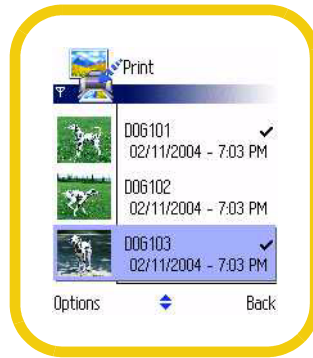 Print
D06101
02/11/2004 - 7:03 PM
D06102
02/11/2004 - 7:03 PM
D06103
02/11/2004 - 7:03 PM
Options Back